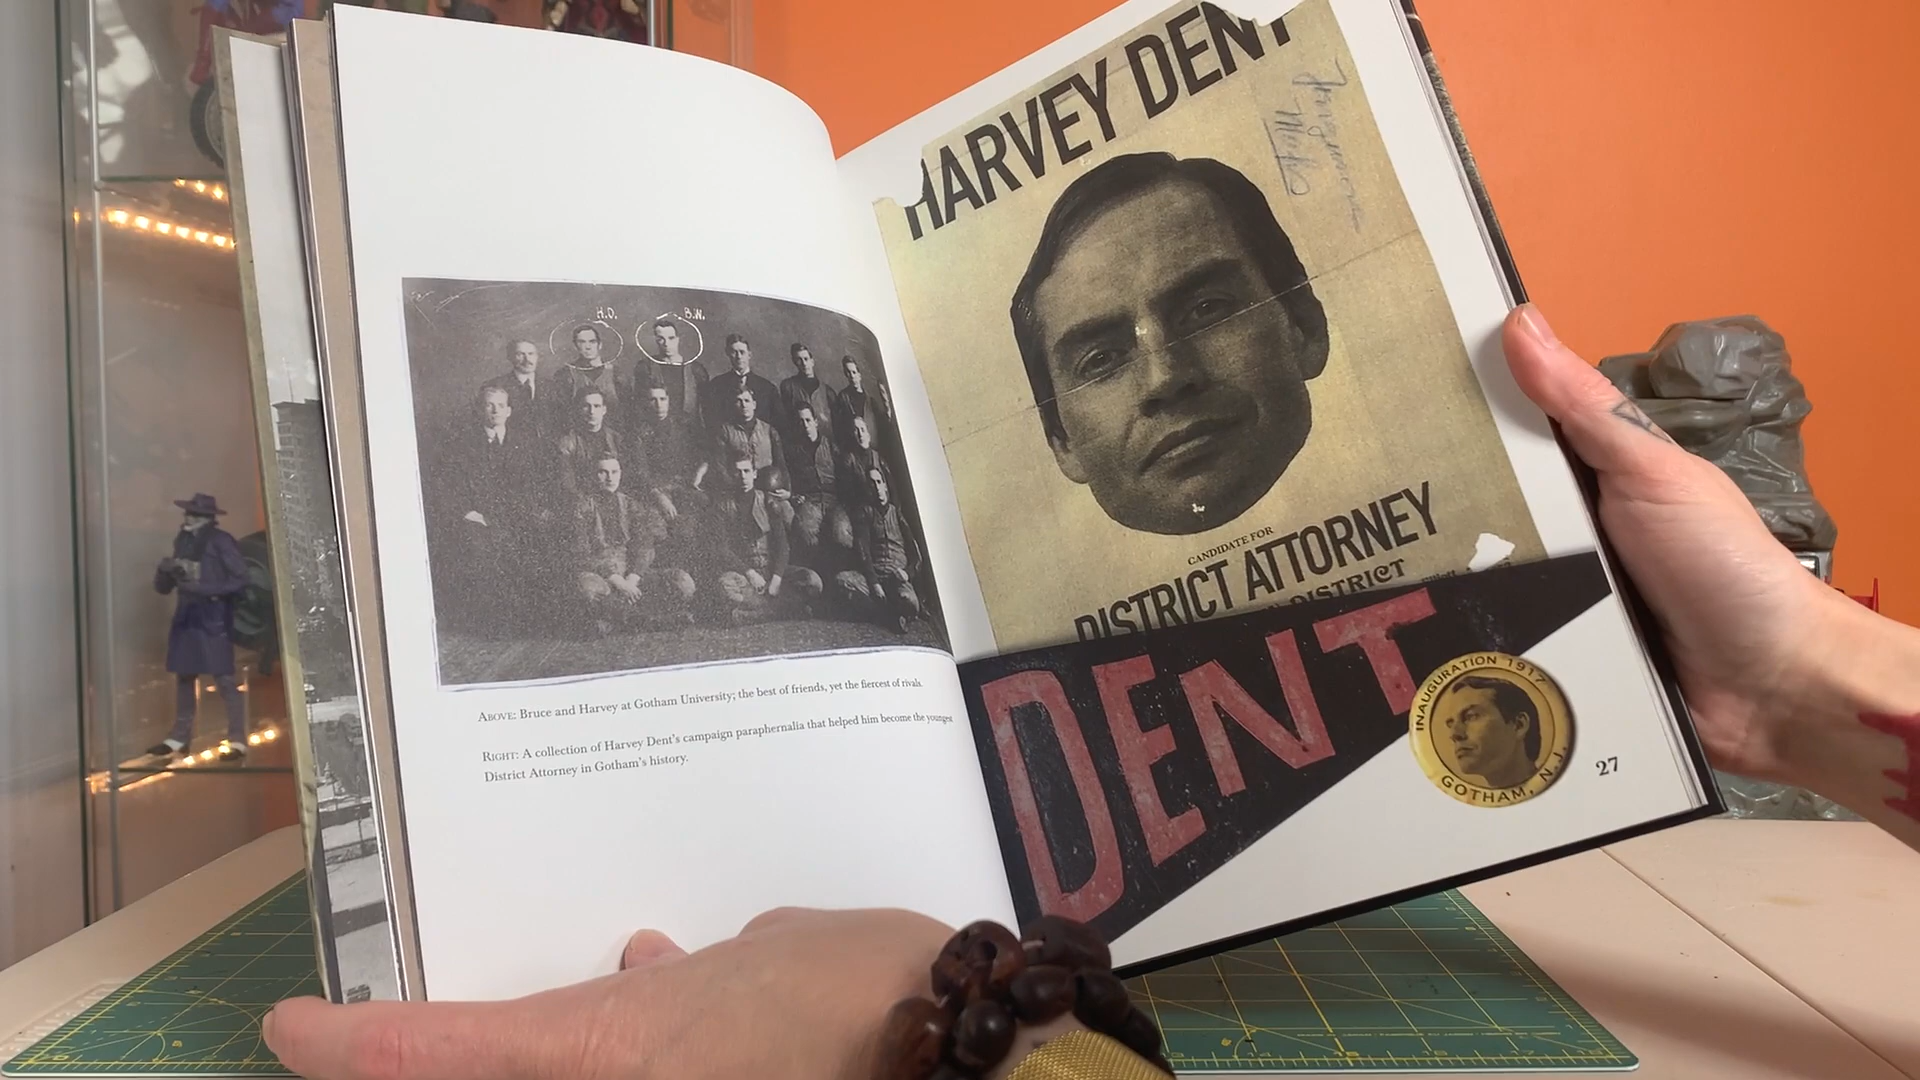 H.D.
B.W.
ABOVE: Bruce and Harvey at Gotham University; the best of friends, yet the fiercest of rivals.
RIGHT: A collection of Harvey Dent's campaign paraphernalia that helped him become the youngest
District Attorney in Gotham's history.
HARVEY DENT
CANDIDATE FOR
DISTRICT ATTORNEY
DISTRICT
DENT
INAUGURATION 1917
GOTHAM, N.J.
27